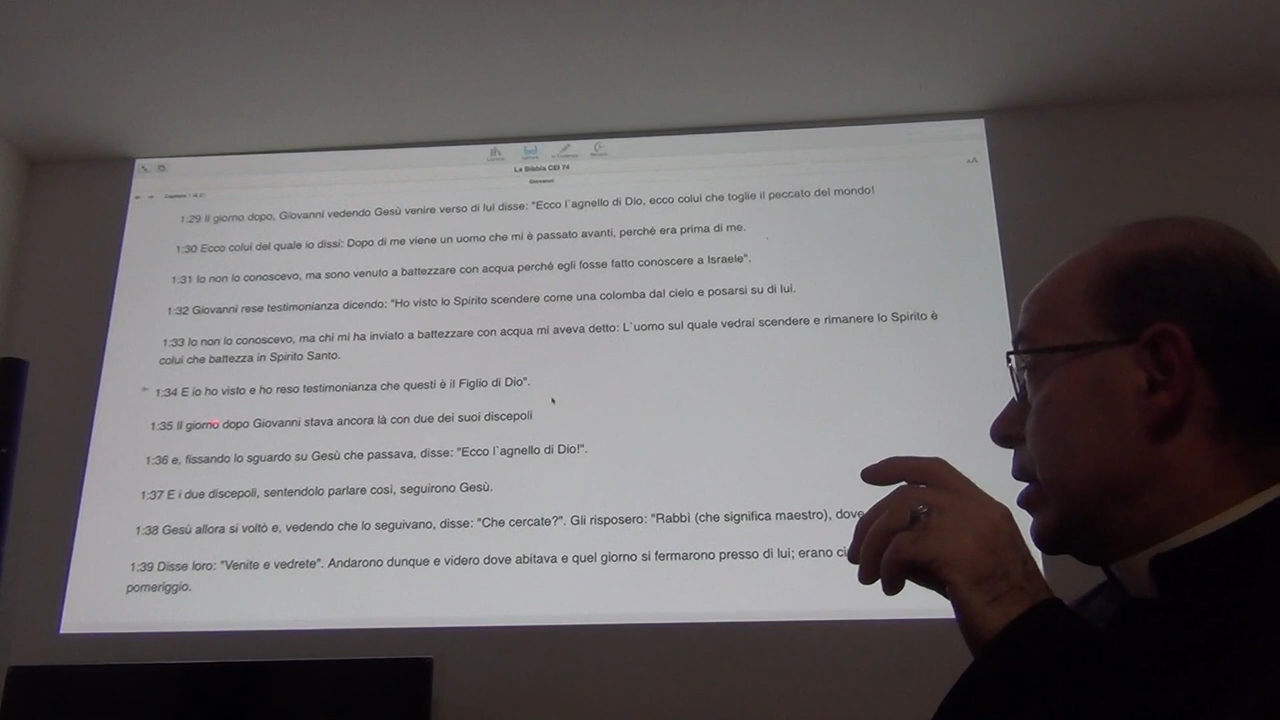 La Bibbia CEI 74
Giovanni
1:29 Il giorno dopo, Giovanni vedendo Gesù venire verso di lui disse: "Ecco l`agnello di Dio, ecco colui che toglie il peccato del mondo!
1:30 Ecco colui del quale io dissi: Dopo di me viene un uomo che mi è passato avanti, perché era prima di me.
1:31 Io non lo conoscevo, ma sono venuto a battezzare con acqua perché egli fosse fatto conoscere a Israele".
1:32 Giovanni rese testimonianza dicendo: "Ho visto lo Spirito scendere come una colomba dal cielo e posarsi su di lui.
1:33 Io non lo conoscevo, ma chi mi ha inviato a battezzare con acqua mi aveva detto: L`uomo sul quale vedrai scendere e rimanere lo Spirito è
colui che battezza in Spirito Santo.
1:34 E io ho visto e ho reso testimonianza che questi è il Figlio di Dio".
1:35 Il giorno dopo Giovanni stava ancora là con due dei suoi discepoli
1:36 e, fissando lo sguardo su Gesù che passava, disse: "Ecco l`agnello di Dio!".
1:37 E i due discepoli, sentendolo parlare così, seguirono Gesù.
1:38 Gesù allora si voltò e, vedendo che lo seguivano, disse: "Che cercate?". Gli risposero: "Rabbì (che significa maestro), dove
1:39 Disse loro: "Venite e vedrete". Andarono dunque e videro dove abitava e quel giorno si fermarono presso di lui; erano ci
pomeriggio.